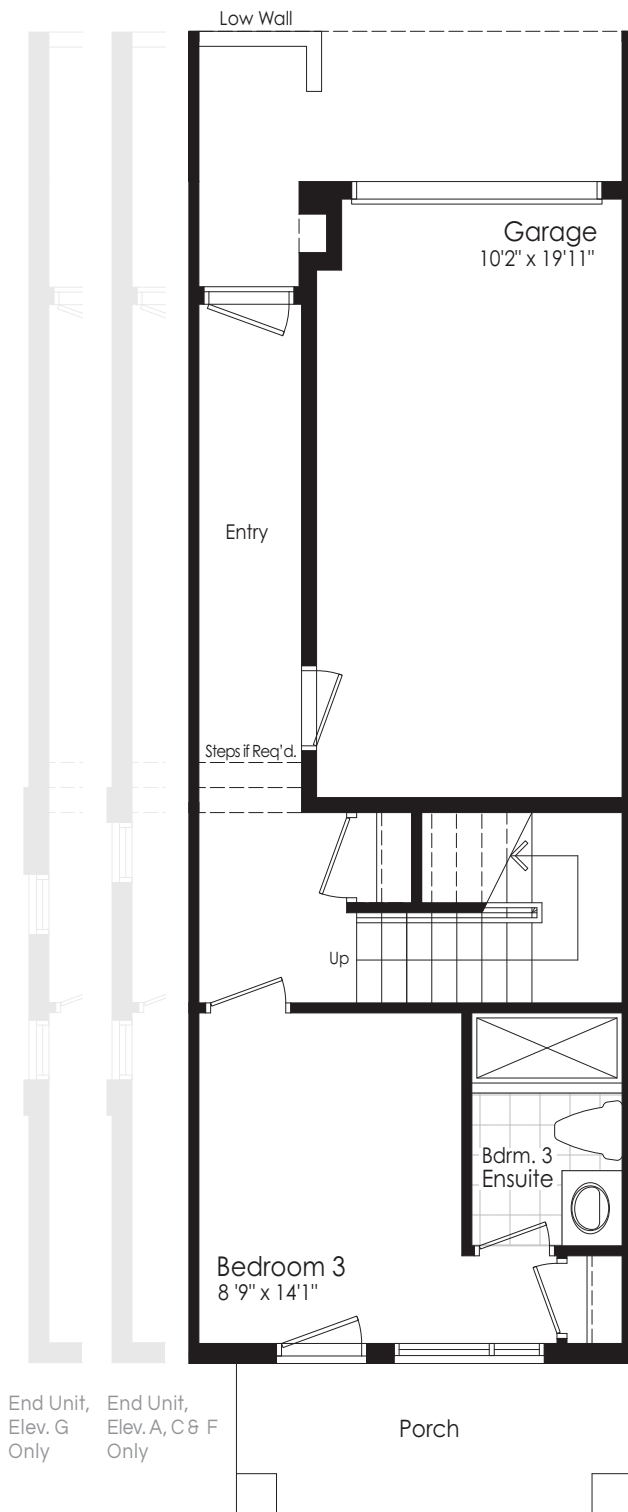 Low Wall
Garage
10'2" x 19'11"
Entry
Steps if Req'd.
Up
Bdrm. 3
Ensuite
Bedroom 3
8 '9" x 14'1"
End Unit,
Elev. G
Only
End Unit,
Elev. A, C & F
Only
Porch